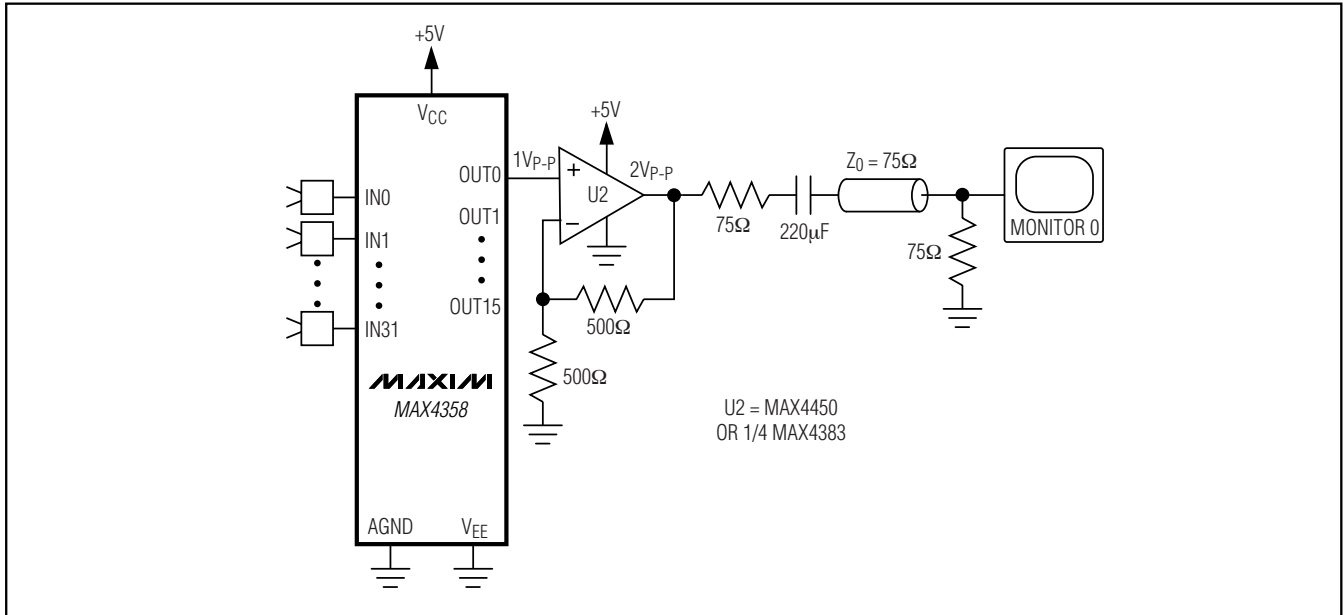 +5V
VCC
+5V
1VP-P
2VP-P
Z0 = 75Ω
IN0
OUT0
+
U2
−
75Ω
220μF
MONITOR 0
75Ω
IN1
OUT1
OUT15
IN31
500Ω
500Ω
MAXIM
MAX4358
U2 = MAX4450
OR 1/4 MAX4383
AGND
VEE